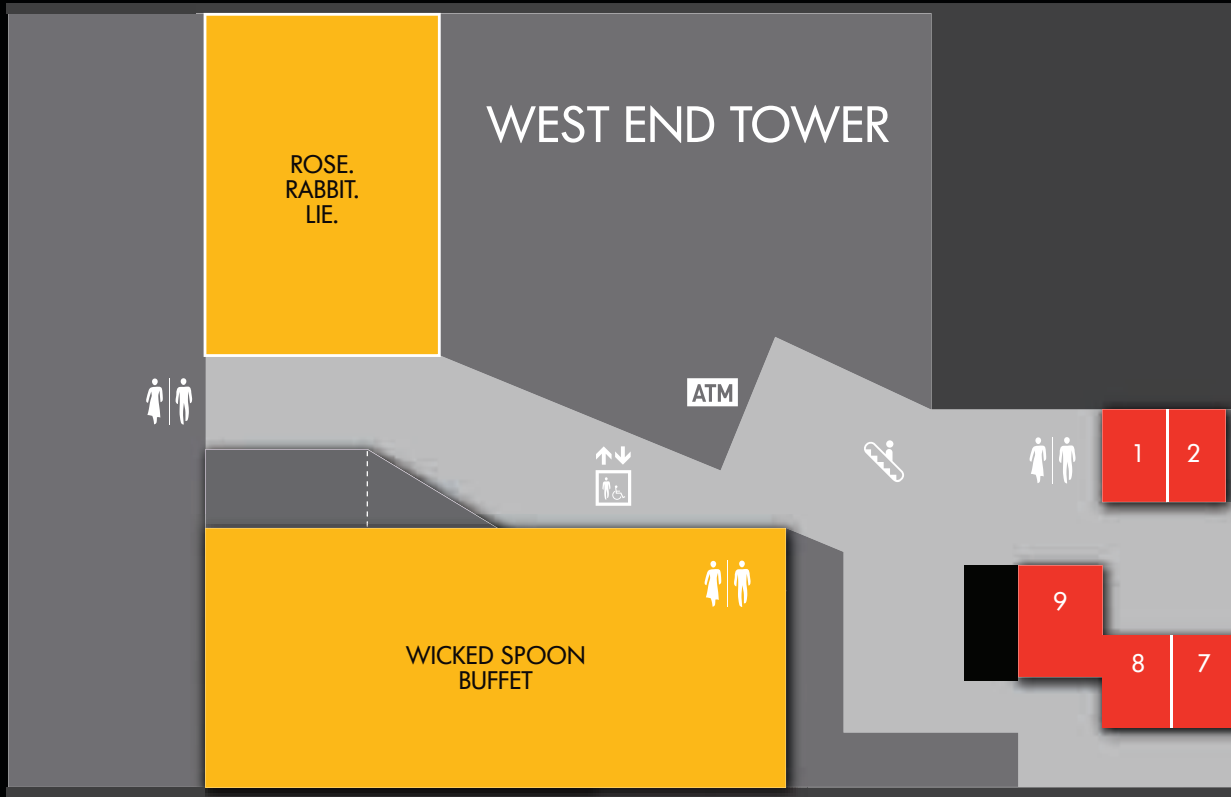 WEST END TOWER
ROSE.
RABBIT.
LIE.
ATM
1
2
9
WICKED SPOON
BUFFET
8
7